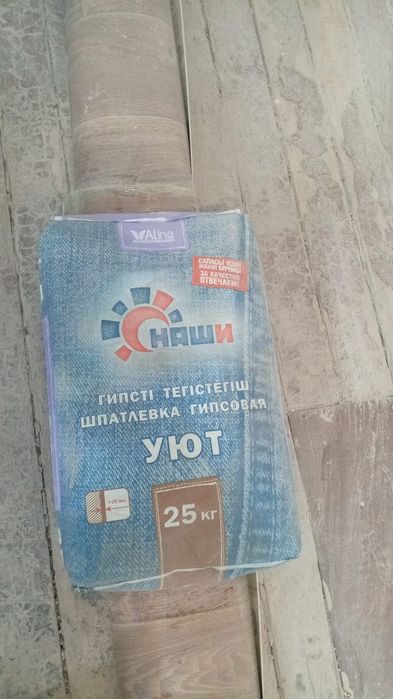 Alina
САПАСЫ ҮШІН
ЖАУАП БЕРЕМІЗ!
ЗА КАЧЕСТВО
ОТВЕЧАЕМ!
НАШИ
ГИПСТІ ТЕГІСТЕГІШ
ШПАТЛЕВКА ГИПСОВАЯ
УЮТ
25 КГ